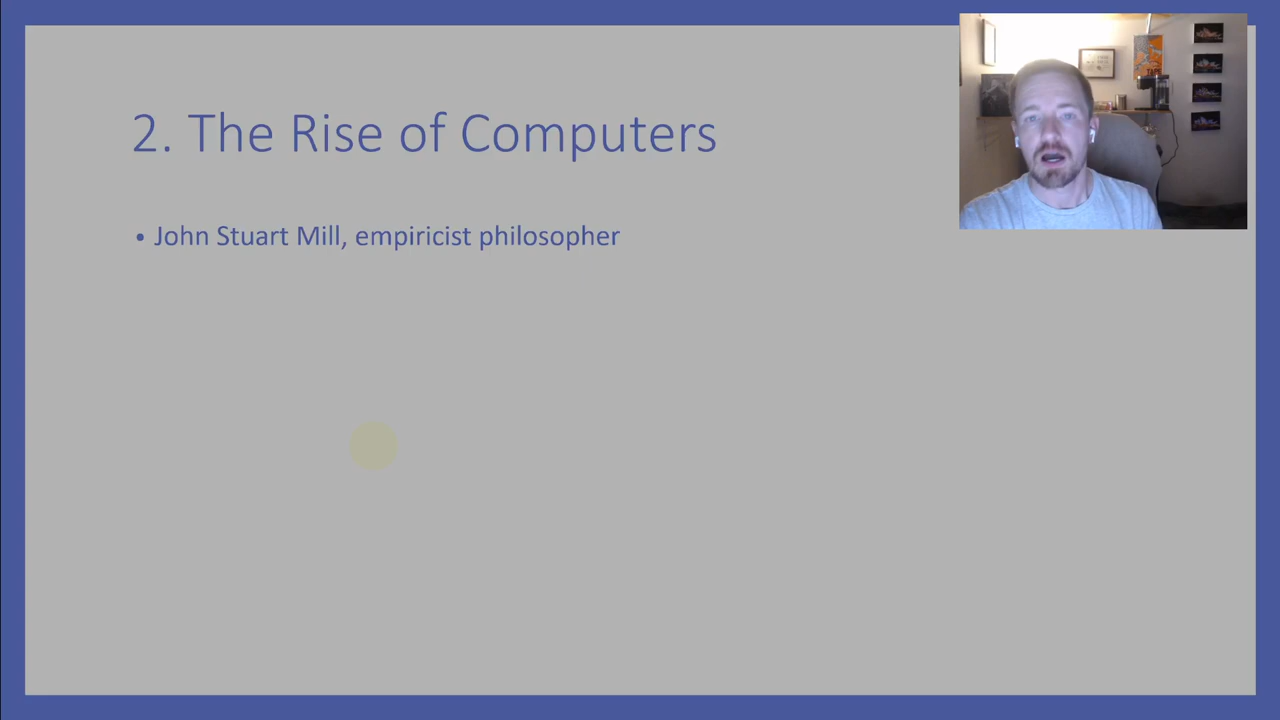 2. The Rise of Computers
• John Stuart Mill, empiricist philosopher